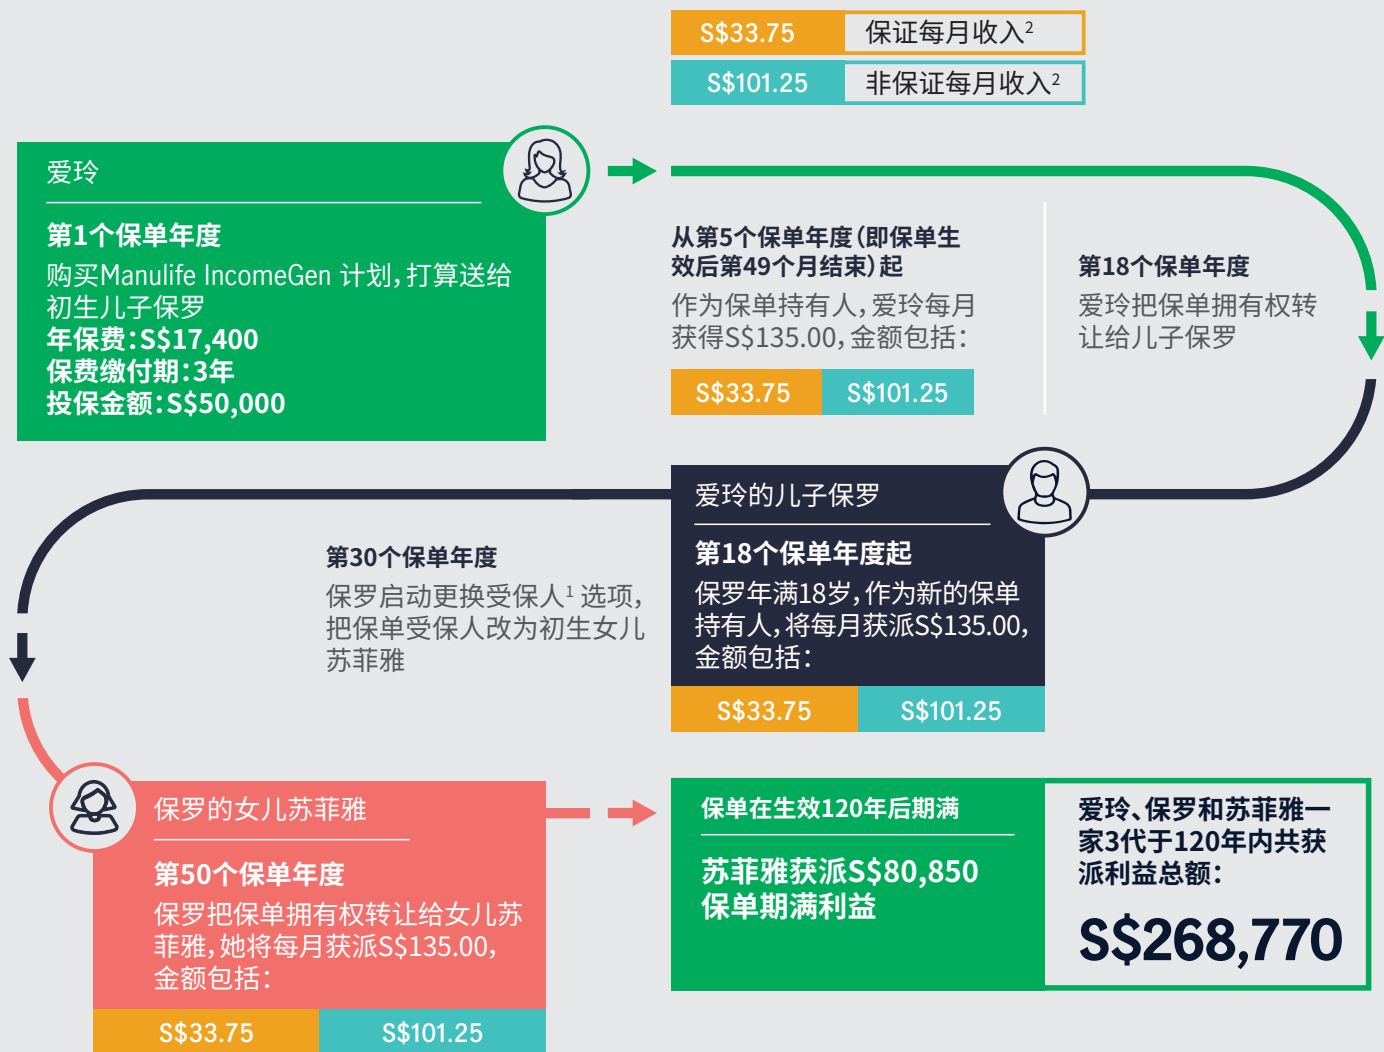 S$33.75 保证每月收入2
S$101.25 非保证每月收入2
爱玲
第1个保单年度
购买Manulife IncomeGen 计划，打算送给
初生儿子保罗
年保费：S$17,400
保费缴付期：3年
投保金额：S$50,000
从第5个保单年度（即保单生
效后第49个月结束）起
作为保单持有人，爱玲每月
获得S$135.00，金额包括：
S$33.75 S$101.25
第18个保单年度
爱玲把保单拥有权转
让给儿子保罗
爱玲的儿子保罗
第18个保单年度起
保罗年满18岁，作为新的保单
持有人，将每月获派S$135.00，
金额包括：
S$33.75 S$101.25
第30个保单年度
保罗启动更换受保人1 选项，
把保单受保人改为初生女儿
苏菲雅
保罗的女儿苏菲雅
第50个保单年度
保罗把保单拥有权转让给女儿苏
菲雅，她将每月获派S$135.00，
金额包括：
S$33.75 S$101.25
保单在生效120年后期满
苏菲雅获派S$80,850
保单期满利益
爱玲、保罗和苏菲雅一
家3代于120年内共获
派利益总额：
S$268,770